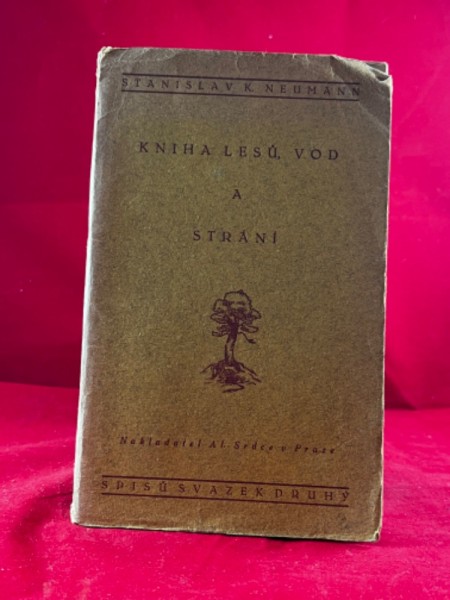 STANISLAV K. NEUMANN
KNIHA LESŮ, VOD
A
STRÁNÍ
Nakladatel Al. Srdce v Praze
SPISŮ SVAZEK DRUHÝ